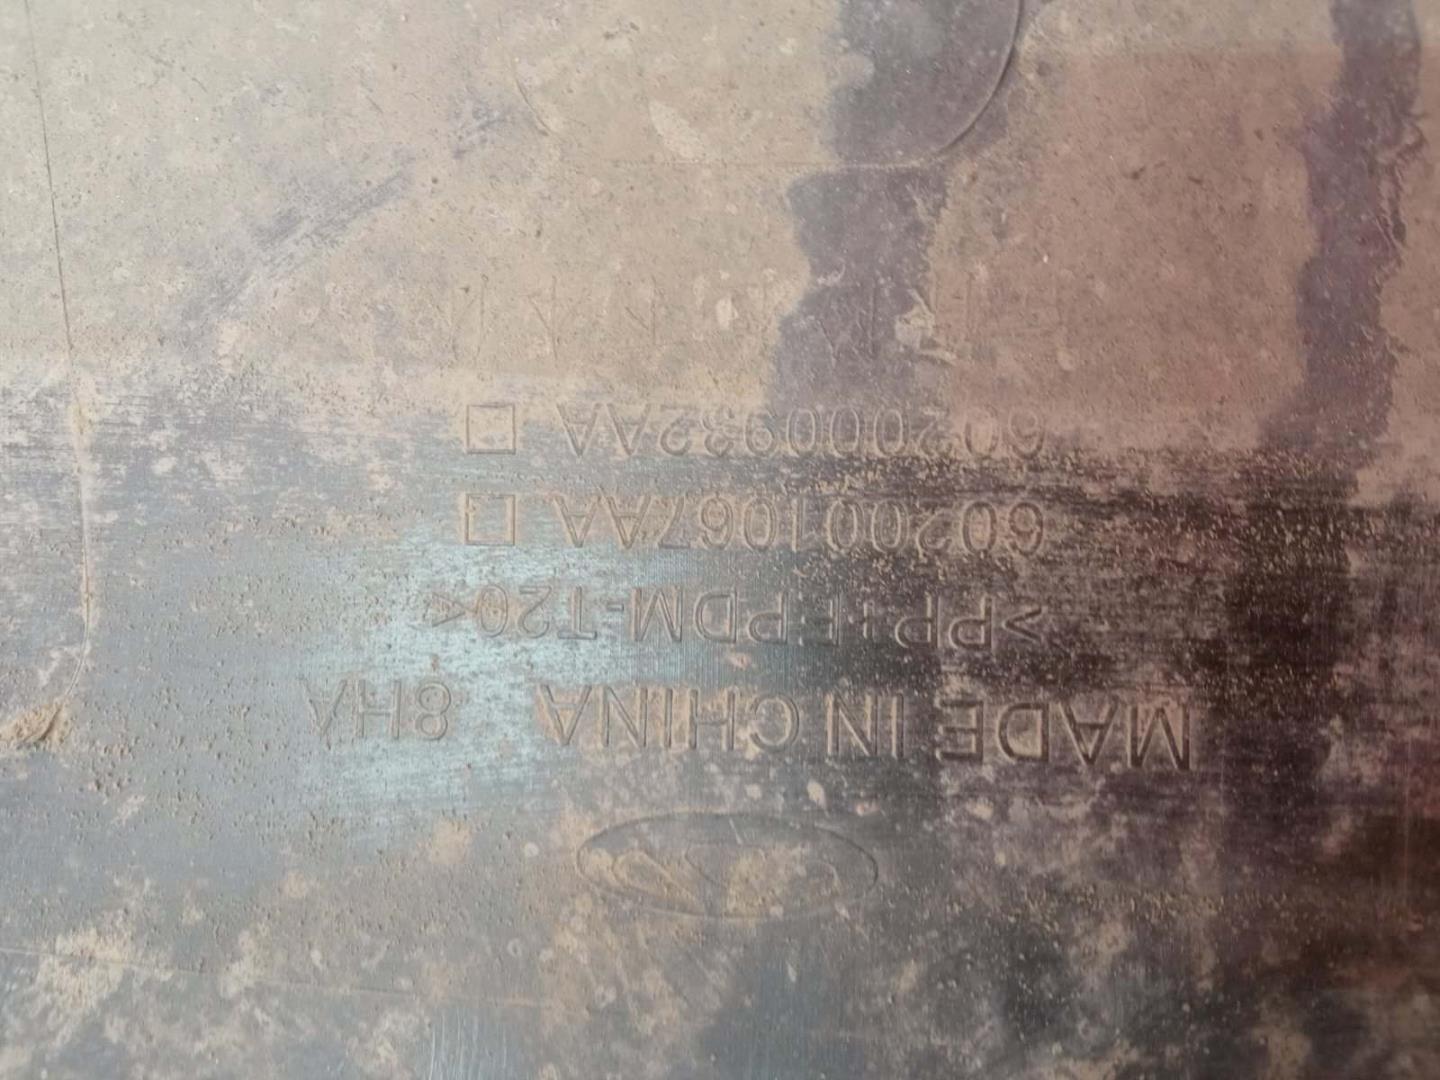 MADE IN CHINA 8HA
>PP+EPDM-T20<
602001067AA
602000932AA